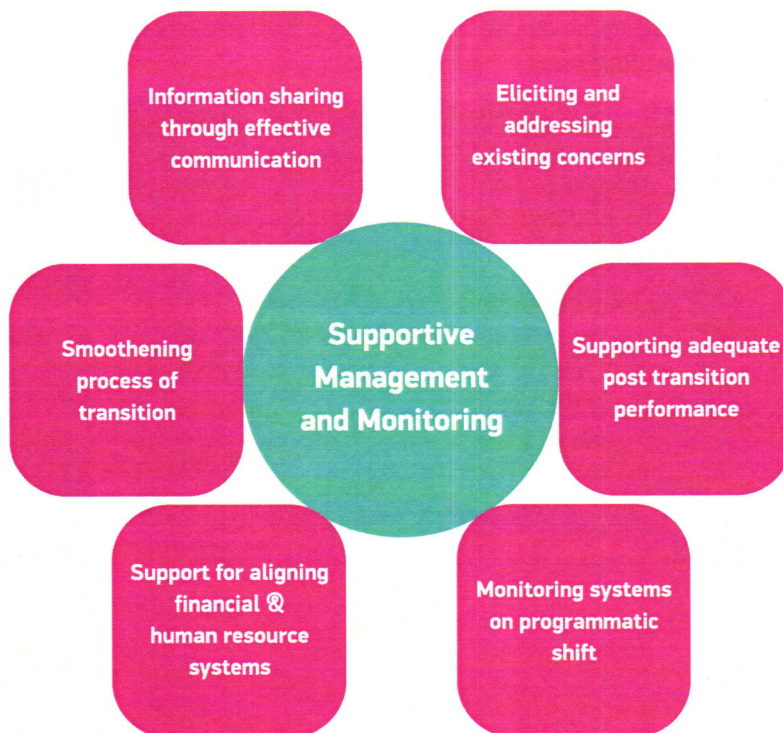 Information sharing
through effective
communication
Eliciting and
addressing
existing concerns
Smoothening
process of
transition
Supportive
Management
and Monitoring
Supporting adequate
post transition
performance
Support for aligning
financial &
human resource
systems
Monitoring systems
on programmatic
shift